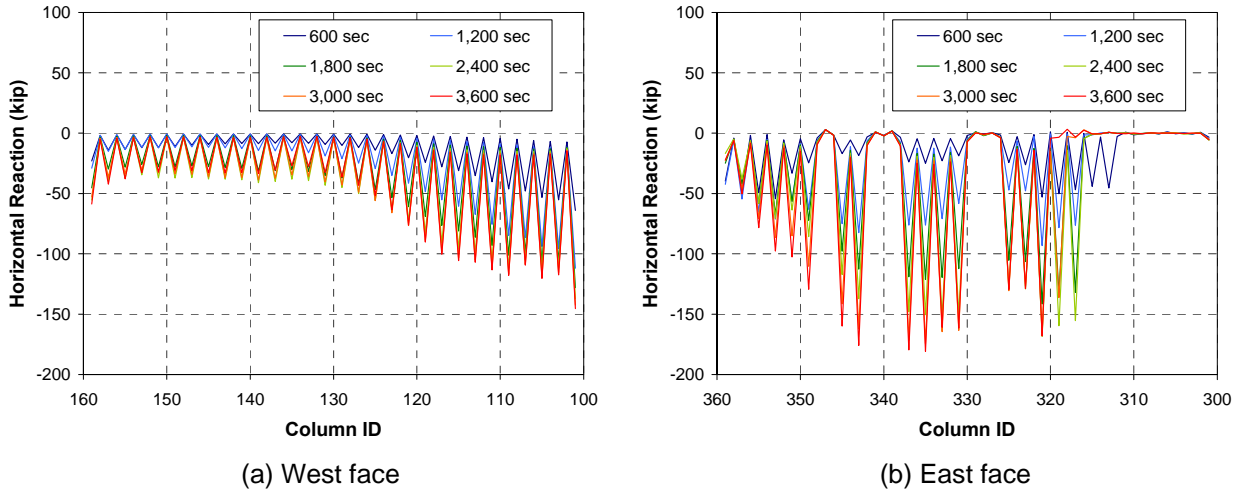 100
50
0
-50
-100
-150
-200
Horizontal Reaction (kip)
600 sec 1,200 sec
1,800 sec 2,400 sec
3,000 sec 3,600 sec
160 150 140 130 120 110 100
Column ID
(a) West face
100
50
0
-50
-100
-150
-200
Horizontal Reaction (kip)
600 sec 1,200 sec
1,800 sec 2,400 sec
3,000 sec 3,600 sec
360 350 340 330 320 310 300
Column ID
(b) East face